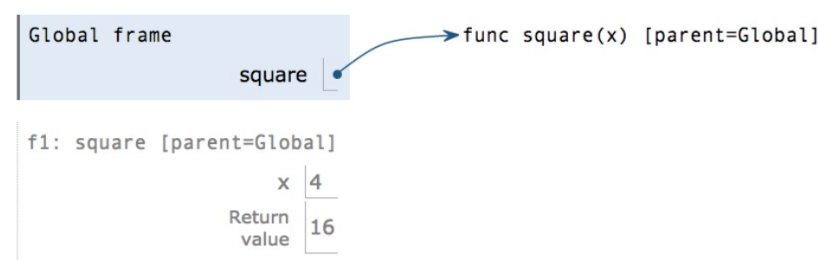 Global frame
func square(x) [parent=Global]
square
f1: square [parent=Global]
x 4
Return
value 16